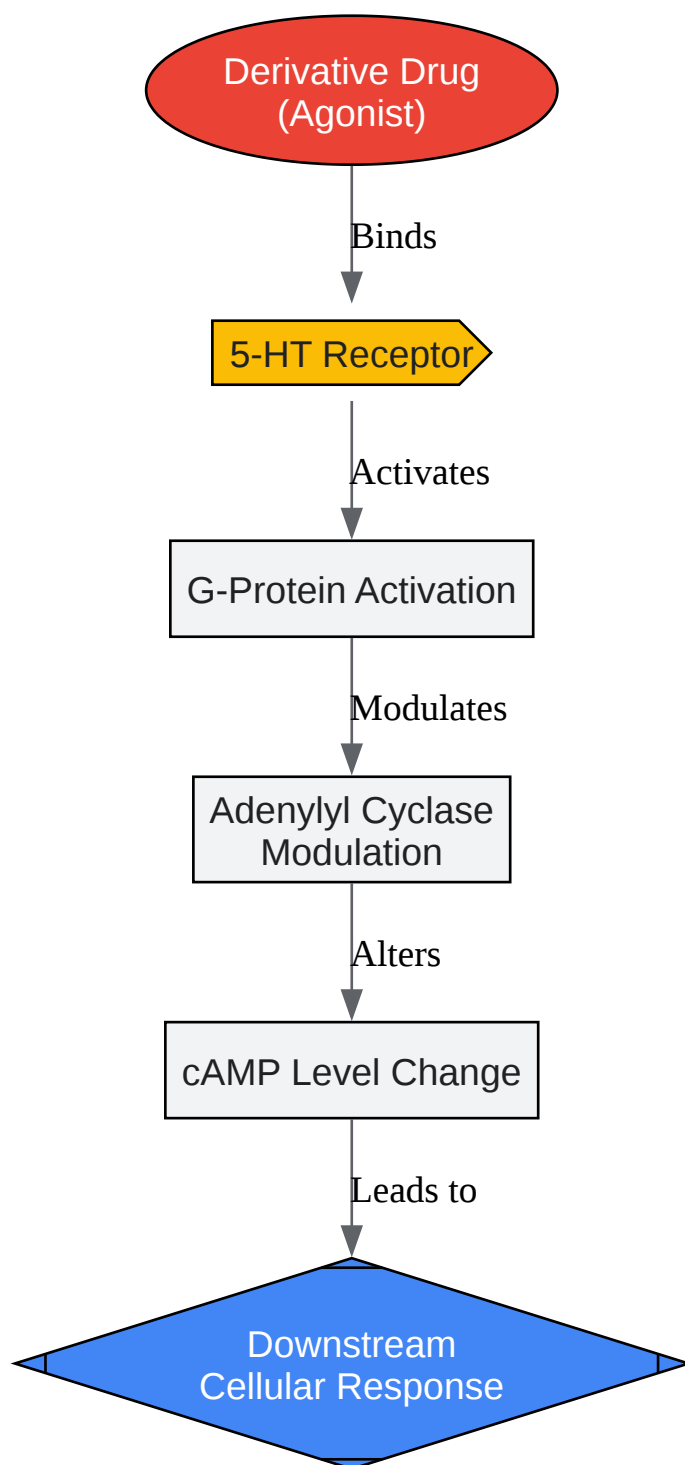 Derivative Drug
(Agonist)
Binds
5-HT Receptor
Activates
G-Protein Activation
Modulates
Adenylyl Cyclase
Modulation
Alters
cAMP Level Change
Leads to
Downstream
Cellular Response